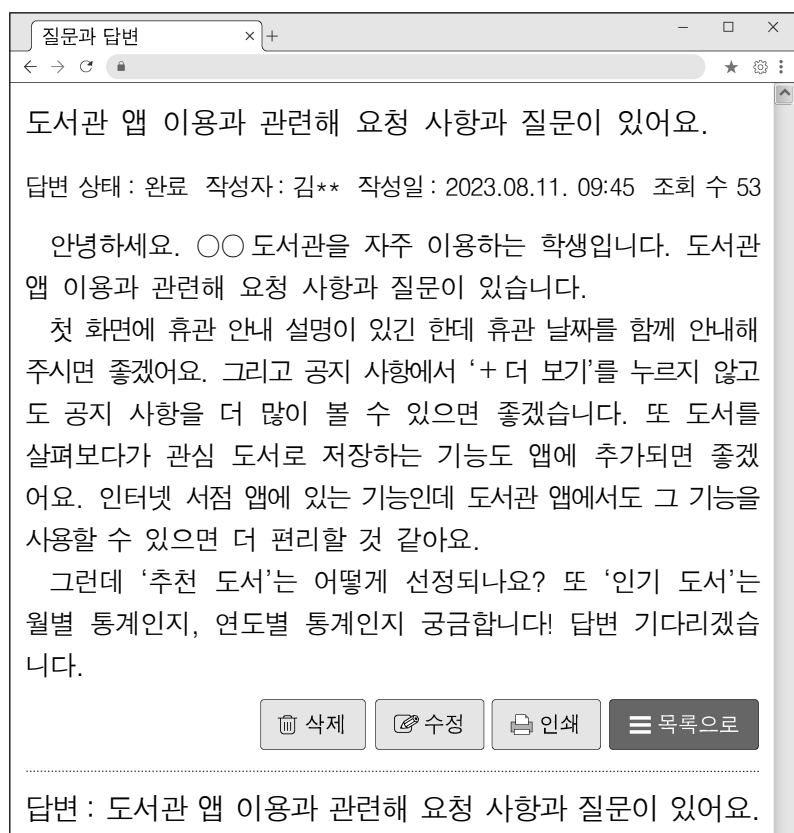 질문과 답변
도서관 앱 이용과 관련해 요청 사항과 질문이 있어요.
답변 상태 : 완료 작성자 : 김** 작성일 : 2023.08.11. 09:45 조회 수 53
안녕하세요. ○○ 도서관을 자주 이용하는 학생입니다. 도서관
앱 이용과 관련해 요청 사항과 질문이 있습니다.
첫 화면에 휴관 안내 설명이 있긴 한데 휴관 날짜를 함께 안내해
주시면 좋겠어요. 그리고 공지 사항에서 ‘+ 더 보기’를 누르지 않고
도 공지 사항을 더 많이 볼 수 있으면 좋겠습니다. 또 도서를
살펴보다가 관심 도서로 저장하는 기능도 앱에 추가되면 좋겠
어요. 인터넷 서점 앱에 있는 기능인데 도서관 앱에서도 그 기능을
사용할 수 있으면 더 편리할 것 같아요.
그런데 ‘추천 도서’는 어떻게 선정되나요? 또 ‘인기 도서’는
월별 통계인지, 연도별 통계인지 궁금합니다! 답변 기다리겠습
니다.
삭제 수정 인쇄 목록으로
답변 : 도서관 앱 이용과 관련해 요청 사항과 질문이 있어요.